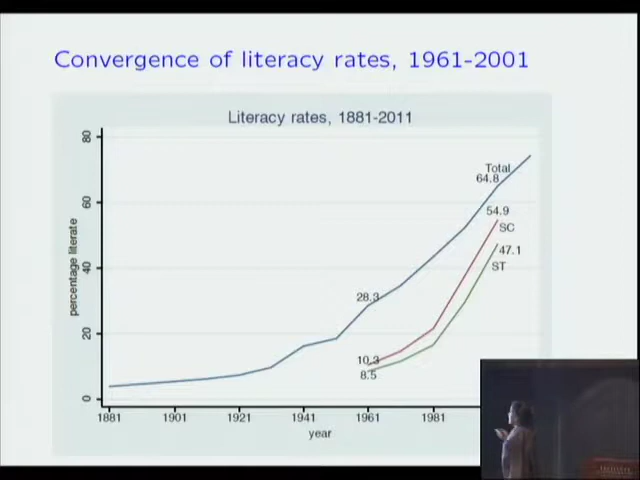 Convergence of literacy rates, 1961-2001
Literacy rates, 1881-2011
80
60
40
20
0
percentage literate
Total
64.8
54.9
SC
47.1
ST
28.3
10.3
8.5
1881
1901
1921
1941
1961
1981
year